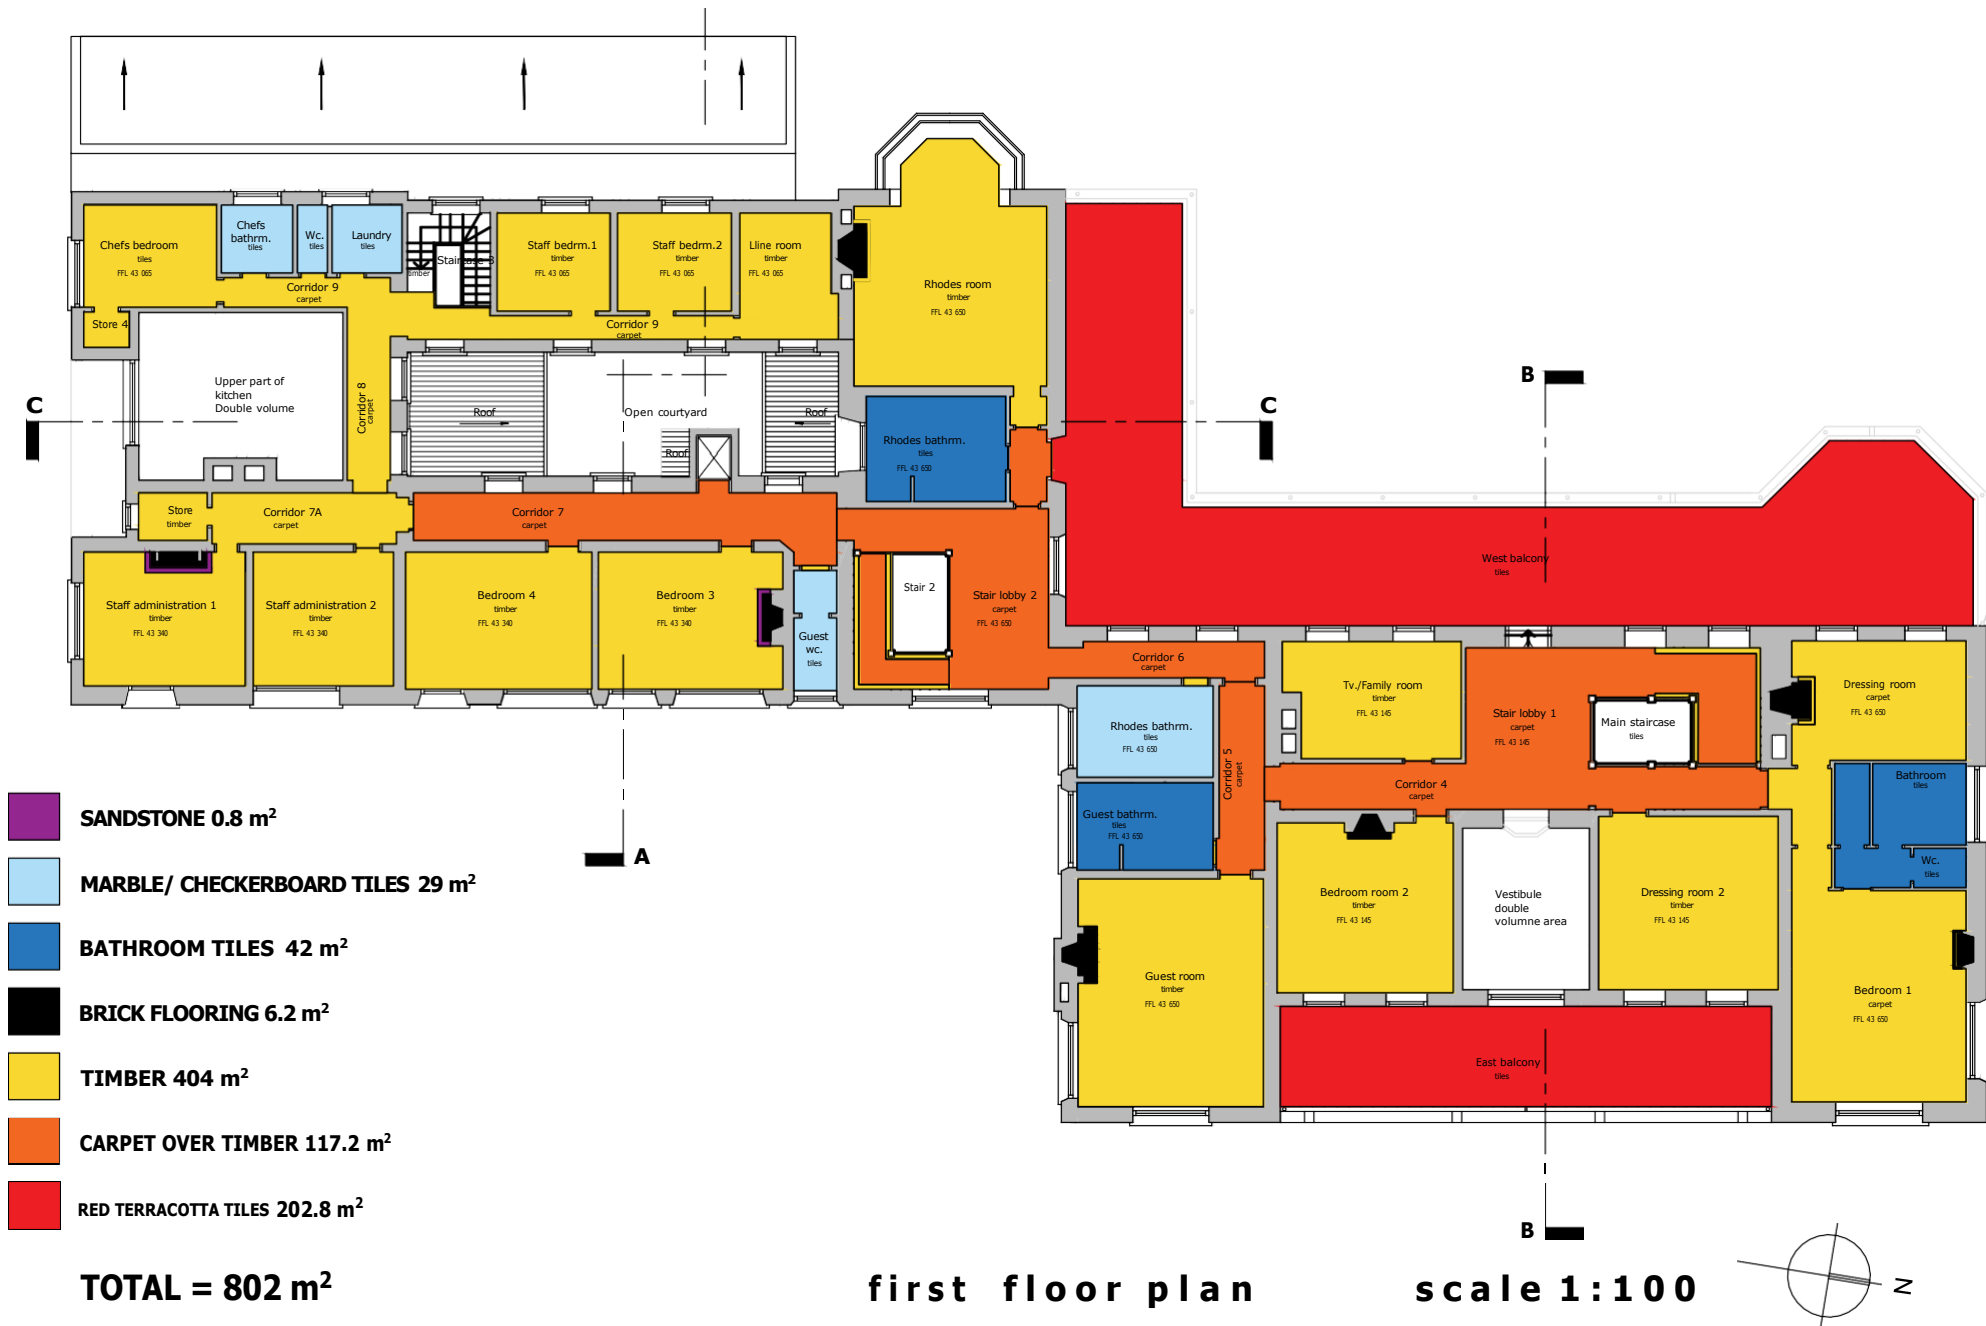 Chefs bedroom
tiles
FFL 43 065
Chefs
bathrm.
tiles
Wc.
tiles
Laundry
tiles
Staircase 3
timber
Staff bedrm.1
timber
FFL 43 065
Staff bedrm.2
timber
FFL 43 065
Lline room
timber
FFL 43 065
Rhodes room
timber
FFL 43 650
Corridor 9
carpet
Corridor 9
carpet
Store 4
Upper part of
kitchen
Double volume
Corridor 8
carpet
Roof
Open courtyard
Roof
Roof
Rhodes bathrm.
tiles
FFL 43 650
C
C
B
Store
timber
Corridor 7A
carpet
Corridor 7
carpet
West balcony
tiles
Staff administration 1
timber
FFL 43 340
Staff administration 2
timber
FFL 43 340
Bedroom 4
timber
FFL 43 340
Bedroom 3
timber
FFL 43 340
Guest
wc.
tiles
Stair 2
Stair lobby 2
carpet
FFL 43 650
Corridor 6
carpet
Tv./Family room
timber
FFL 43 145
Stair lobby 1
carpet
FFL 43 145
Main staircase
tiles
Dressing room
carpet
FFL 43 650
Rhodes bathrm.
tiles
FFL 43 650
Corridor 5
carpet
Corridor 4
carpet
Bathroom
tiles
Guest bathrm.
tiles
FFL 43 650
Wc.
tiles
Bedroom room 2
timber
FFL 43 145
Vestibule
double
volumne area
Dressing room 2
timber
FFL 43 145
Guest room
timber
FFL 43 650
Bedroom 1
carpet
FFL 43 650
East balcony
tiles
A
B
SANDSTONE 0.8 m²
MARBLE/ CHECKERBOARD TILES 29 m²
BATHROOM TILES 42 m²
BRICK FLOORING 6.2 m²
TIMBER 404 m²
CARPET OVER TIMBER 117.2 m²
RED TERRACOTTA TILES 202.8 m²
TOTAL = 802 m²
first floor plan
scale 1:100
N